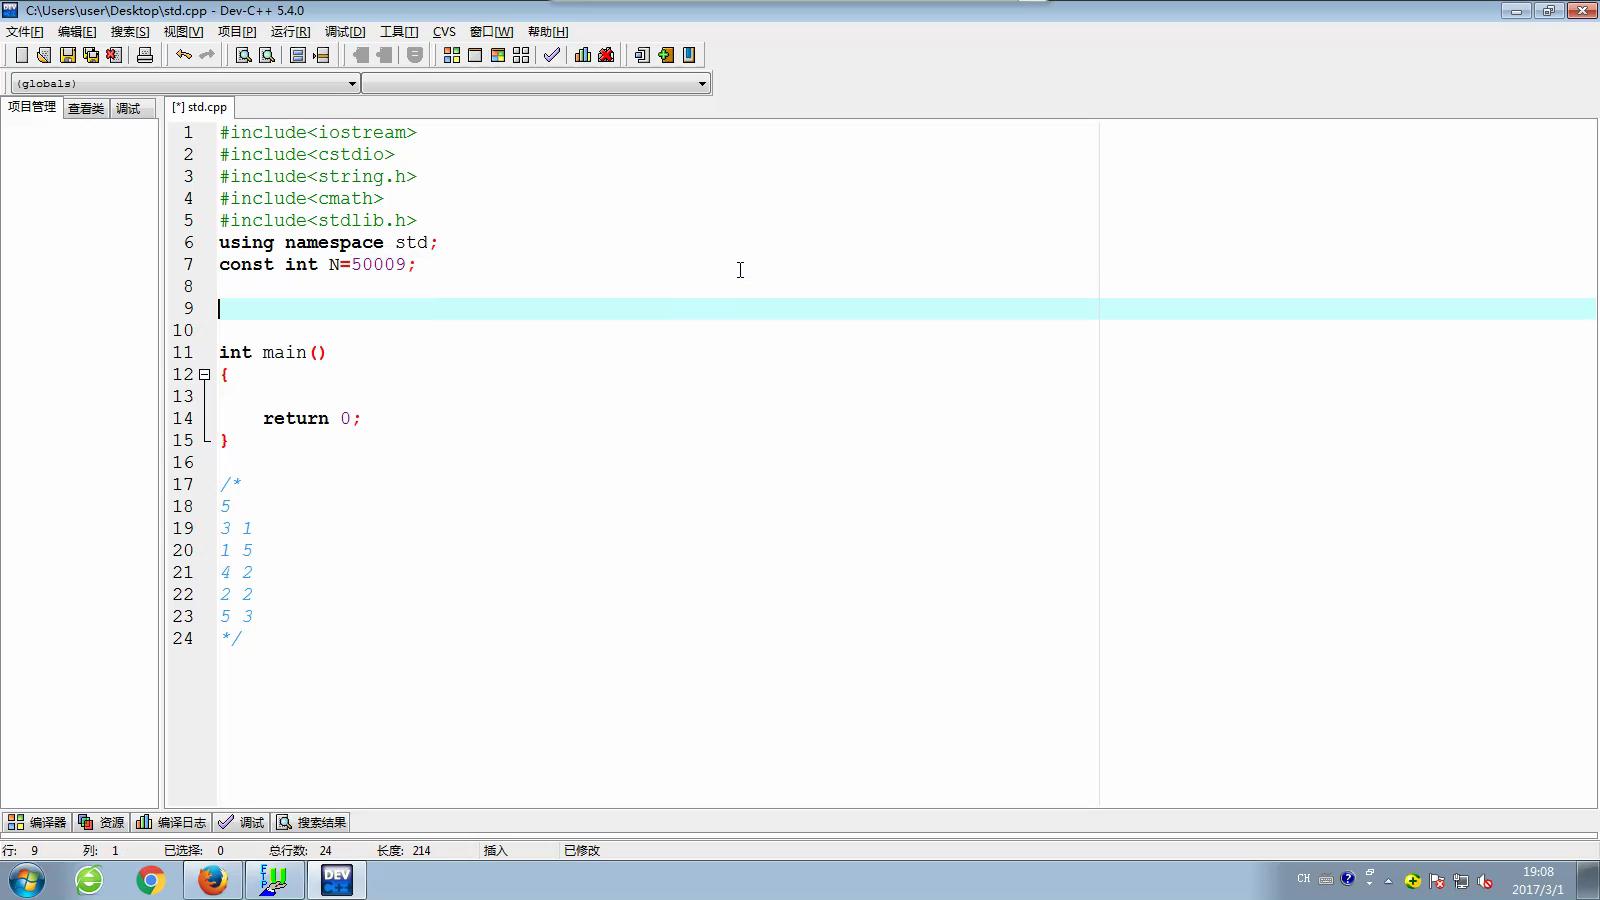 C:\Users\user\Desktop\std.cpp - Dev-C++ 5.4.0
文件[F] 编辑[E] 搜索[S] 视图[V] 项目[P] 运行[R] 调试[D] 工具[T] CVS 窗口[W] 帮助[H]
(globals)
项目管理 查看类 调试 [*] std.cpp
1 #include<iostream>
2 #include<cstdio>
3 #include<string.h>
4 #include<cmath>
5 #include<stdlib.h>
6 using namespace std;
7 const int N=50009;
8
9
10
11 int main()
12 {
13
14 return 0;
15 }
16
17 /*
18 5
19 3 1
20 1 5
21 4 2
22 2 2
23 5 3
24 */
编译器 资源 编译日志 调试 搜索结果
行: 9 列: 1 已选择: 0 总行数: 24 长度: 214 插入 已修改
FTP U DEV C++ CH 19:08
2017/3/1